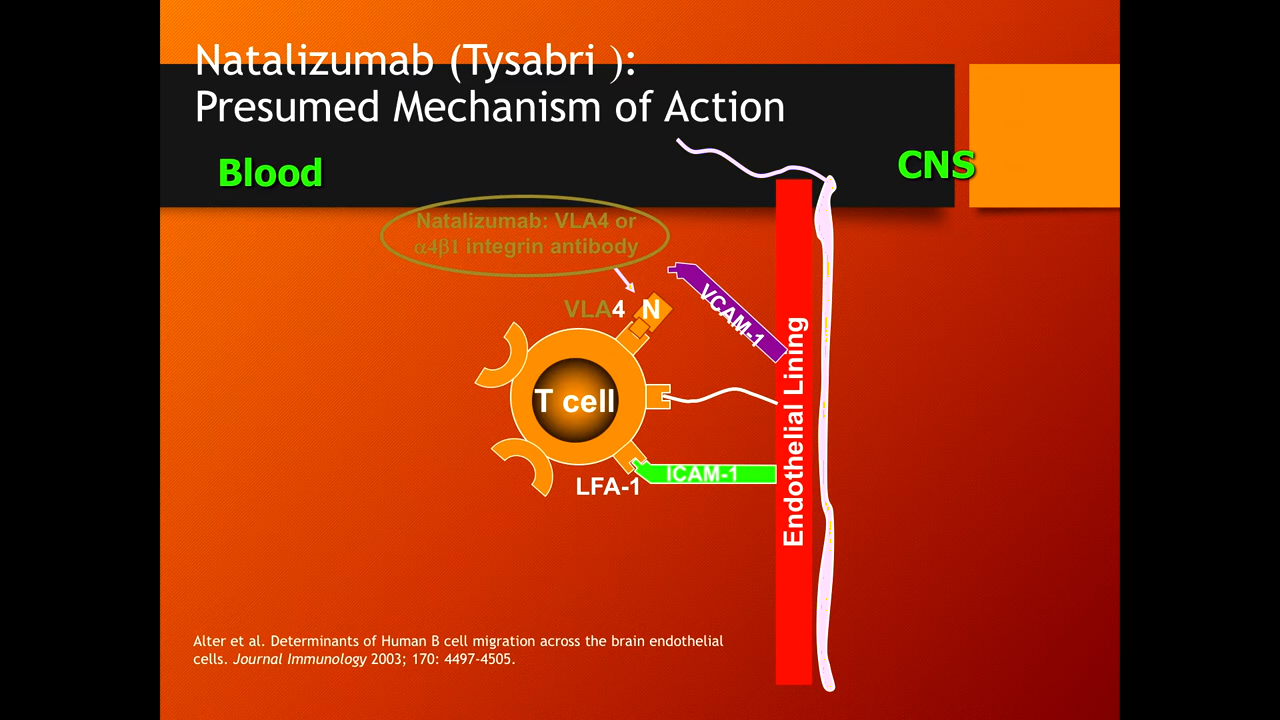 Natalizumab (Tysabri ):
Presumed Mechanism of Action
Blood
CNS
Natalizumab: VLA4 or
α4β1 integrin antibody
VLA4 N
VCAM-1
T cell
Endothelial Lining
ICAM-1
LFA-1
Alter et al. Determinants of Human B cell migration across the brain endothelial
cells. Journal Immunology 2003; 170: 4497-4505.